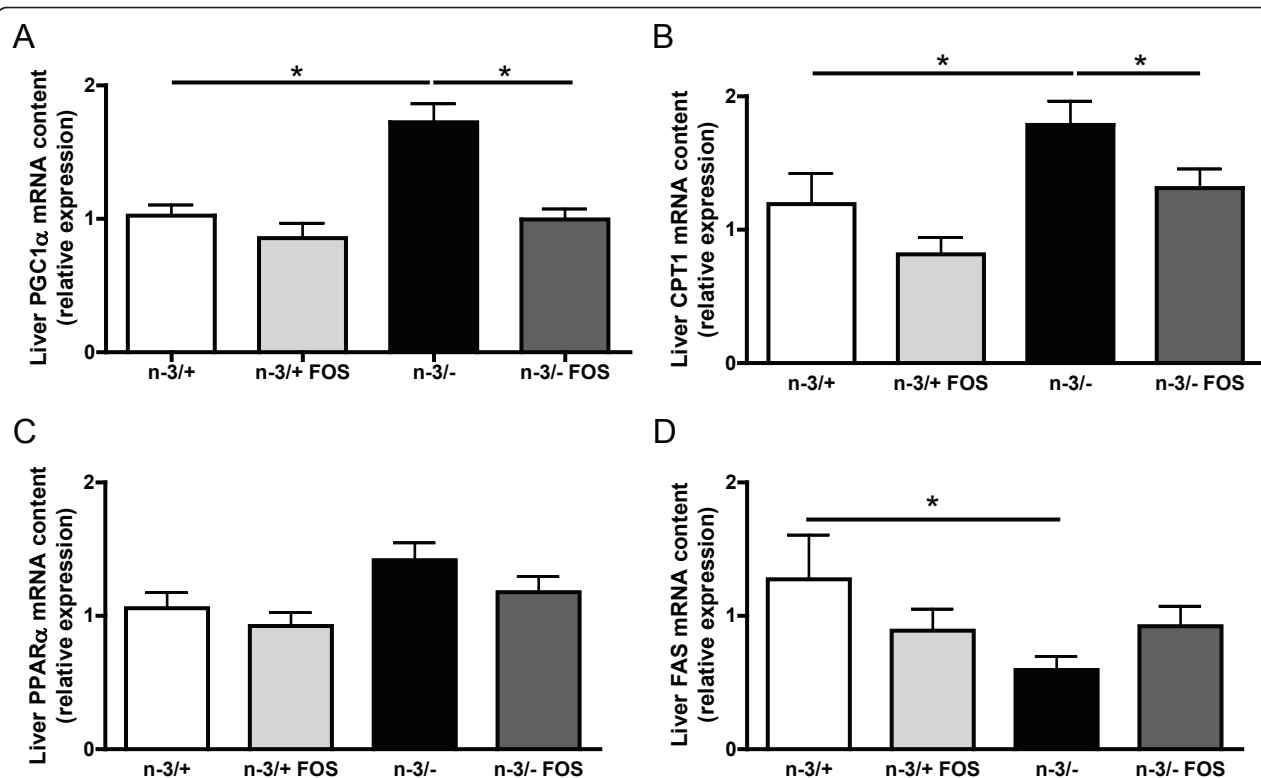 A
Liver PGC1α mRNA content
(relative expression)
2
1
0
* *
n-3/+ n-3/+ FOS n-3/- n-3/- FOS
B
Liver CPT1 mRNA content
(relative expression)
2
1
0
* *
n-3/+ n-3/+ FOS n-3/- n-3/- FOS
C
Liver PPARα mRNA content
(relative expression)
2
1
0
n-3/+ n-3/+ FOS n-3/- n-3/- FOS
D
Liver FAS mRNA content
(relative expression)
2
1
0
*
n-3/+ n-3/+ FOS n-3/- n-3/- FOS